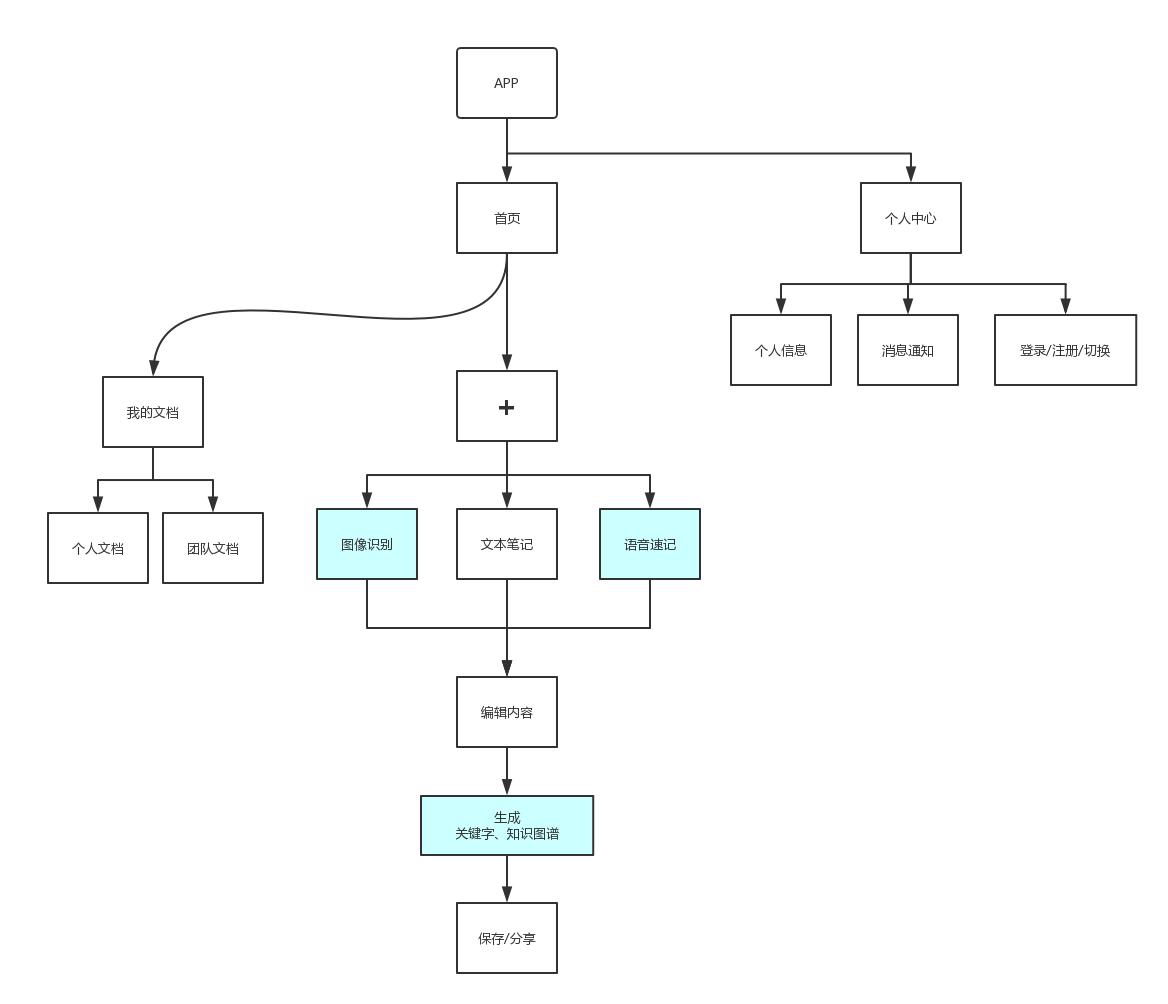 APP
首页
个人中心
个人信息
消息通知
登录/注册/切换
我的文档
+
个人文档
团队文档
图像识别
文本笔记
语音速记
编辑内容
生成
关键字、知识图谱
保存/分享